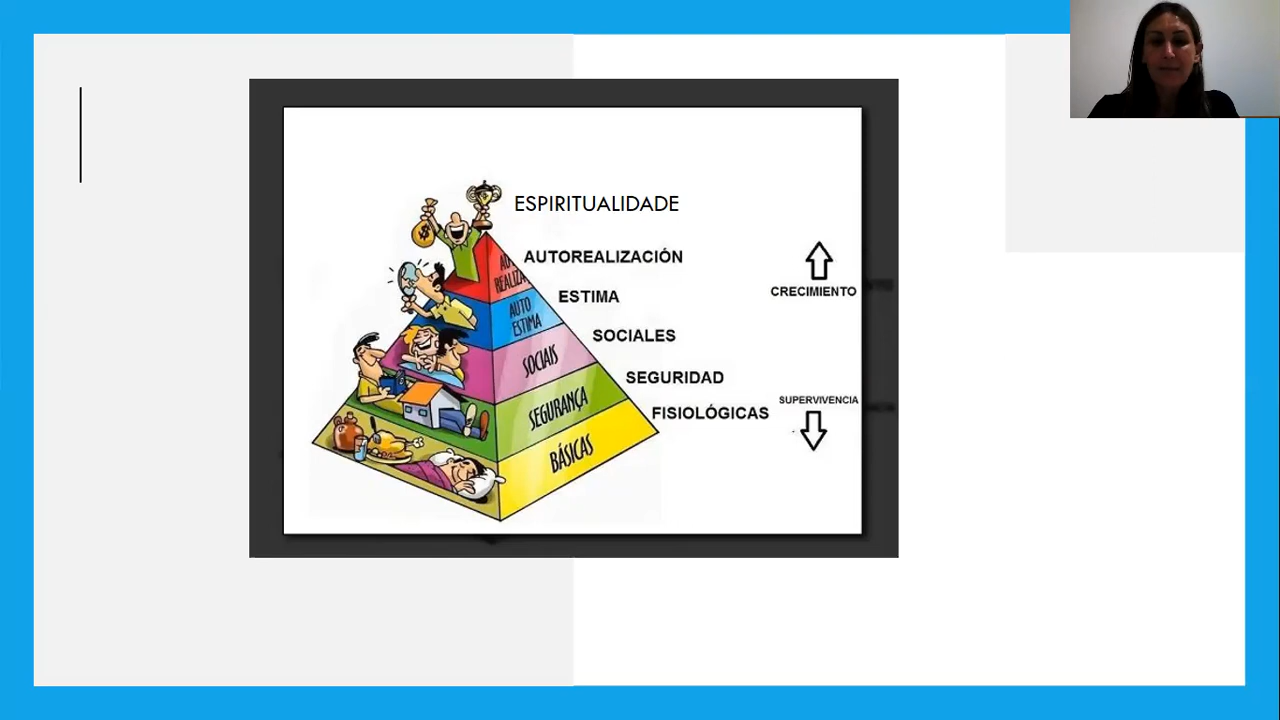 ESPIRITUALIDADE
AUTOREALIZACIÓN
ESTIMA
SOCIALES
SEGURIDAD
FISIOLÓGICAS
CRECIMIENTO
SUPERVIVENCIA
AUTO
ESTIMA
SOCIAIS
SEGURANÇA
BÁSICAS